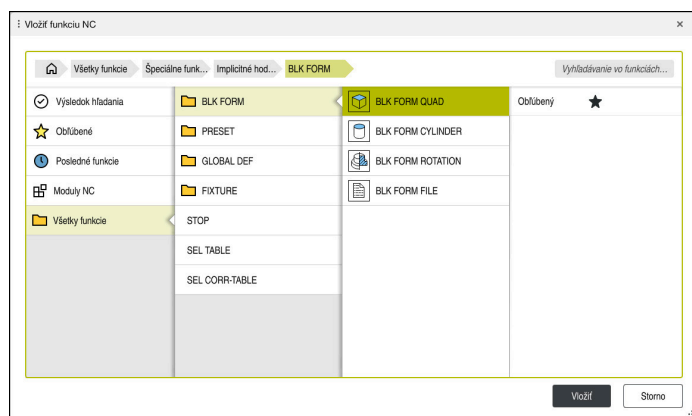 Vložiť funkciu NC
Všetky funkcie Špeciálne funk... Implicitné hod... BLK FORM Vyhľadávanie vo funkciách...
Výsledok hľadania BLK FORM BLK FORM QUAD Obľúbený
Obľúbené PRESET BLK FORM CYLINDER
Posledné funkcie GLOBAL DEF BLK FORM ROTATION
Moduly NC FIXTURE BLK FORM FILE
Všetky funkcie STOP
SEL TABLE
SEL CORR-TABLE
Vložiť Storno